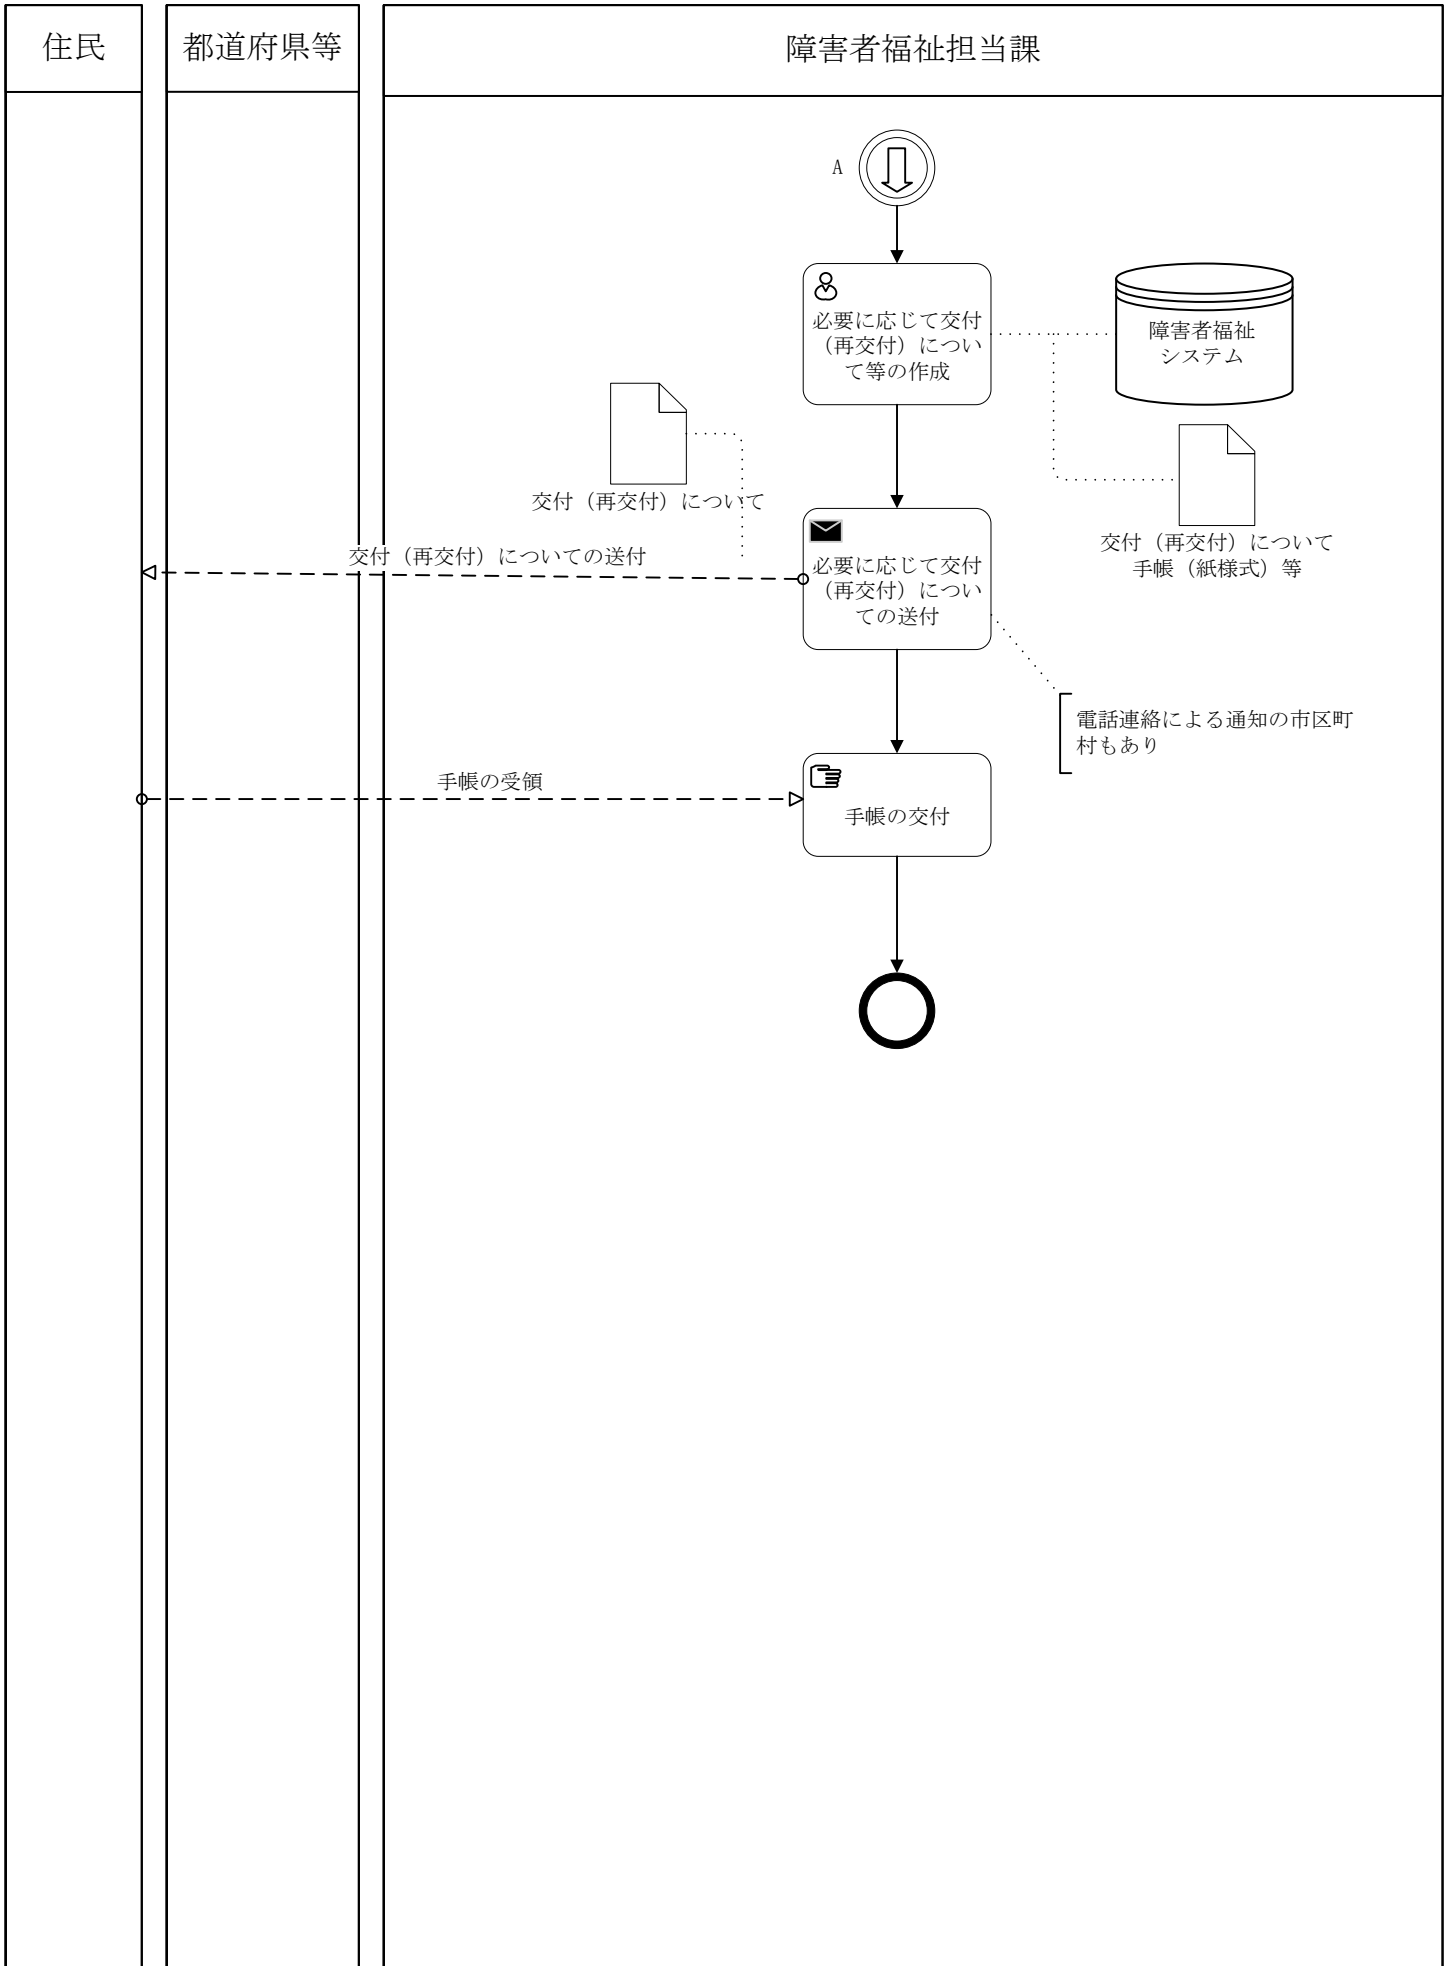 住民
都道府県等
障害者福祉担当課
A
必要に応じて交付
（再交付）につい
て等の作成
障害者福祉
システム
交付（再交付）について
交付（再交付）について
手帳（紙様式）等
交付（再交付）についての送付
必要に応じて交付
（再交付）につい
ての送付
電話連絡による通知の市区町
村もあり
手帳の受領
手帳の交付